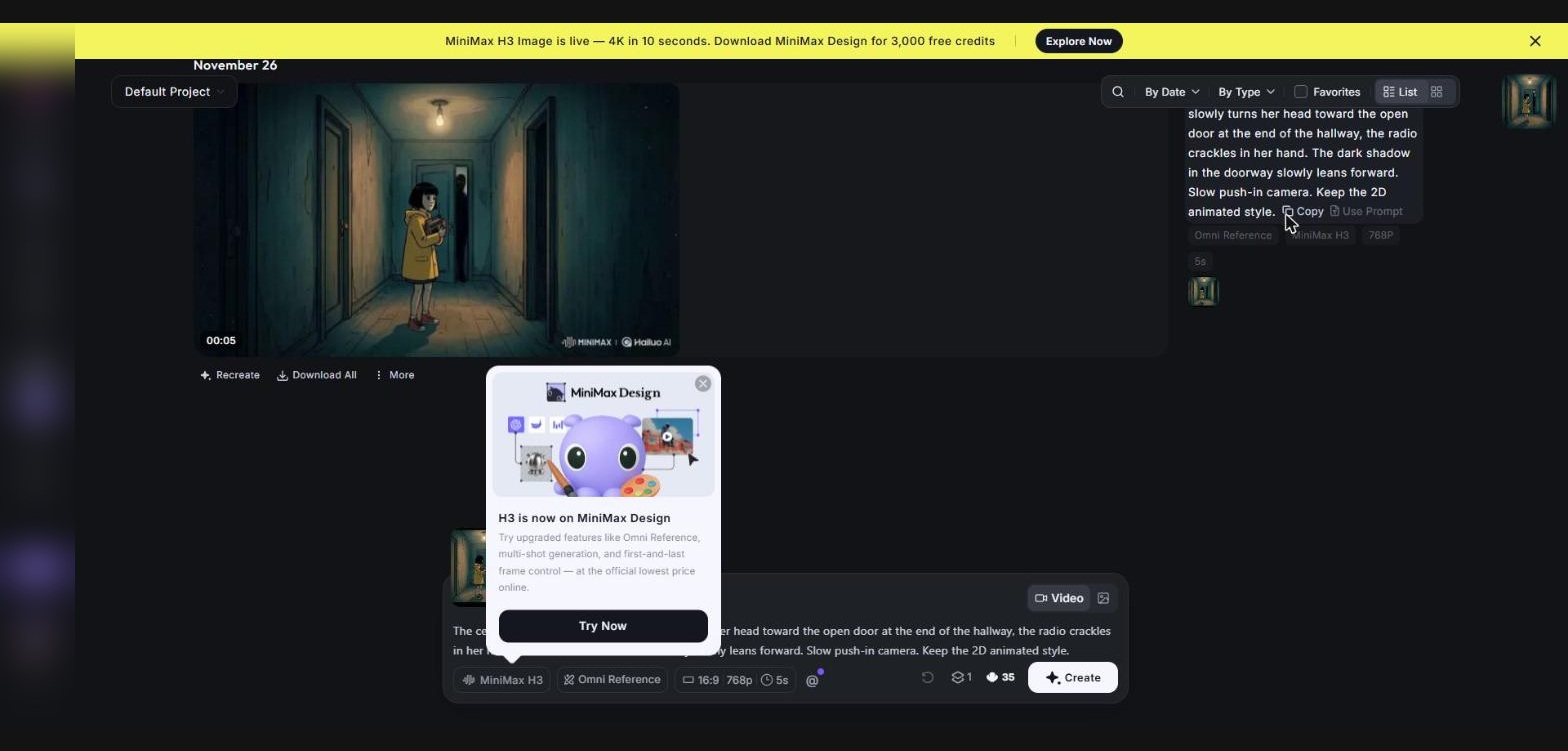 MiniMax H3 Image is live — 4K in 10 seconds. Download MiniMax Design for 3,000 free credits
Explore Now
November 26
Default Project
By Date
By Type
Favorites
List
slowly turns her head toward the open
door at the end of the hallway, the radio
crackles in her hand. The dark shadow
in the doorway slowly leans forward.
Slow push-in camera. Keep the 2D
animated style. Copy Use Prompt
Omni Reference MiniMax H3 768P
5s
00:05
MINIMAX Hailuo AI
Recreate Download All More
MiniMax Design
H3 is now on MiniMax Design
Try upgraded features like Omni Reference,
multi-shot generation, and first-and-last
frame control — at the official lowest price
online.
Try Now
Video
The ce er head toward the open door at the end of the hallway, the radio crackles
in her y leans forward. Slow push-in camera. Keep the 2D animated style.
MiniMax H3 Omni Reference 16:9 768p 5s @ 1 35 Create